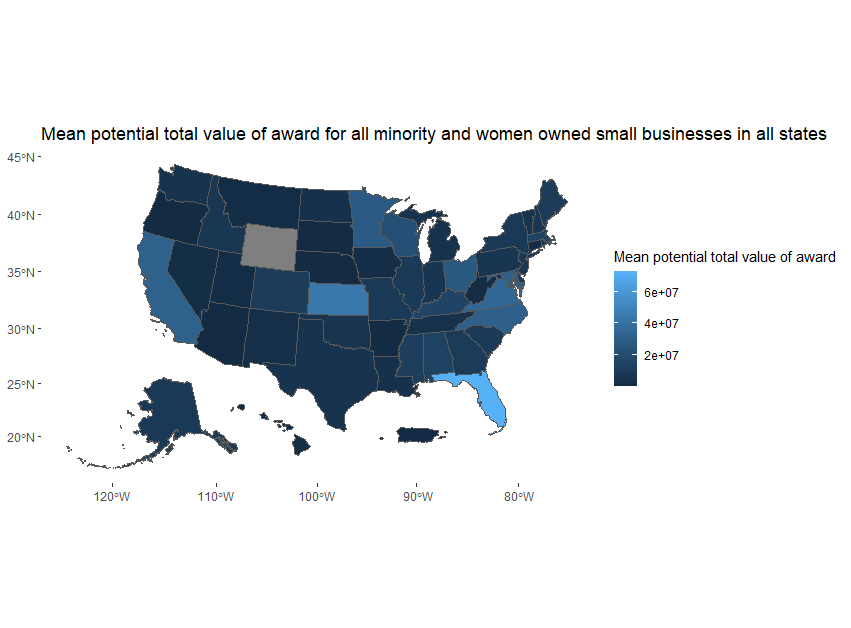 Mean potential total value of award for all minority and women owned small businesses in all states
45°N
40°N
35°N
30°N
25°N
20°N
120°W 110°W 100°W 90°W 80°W
Mean potential total value of award
6e+07
4e+07
2e+07